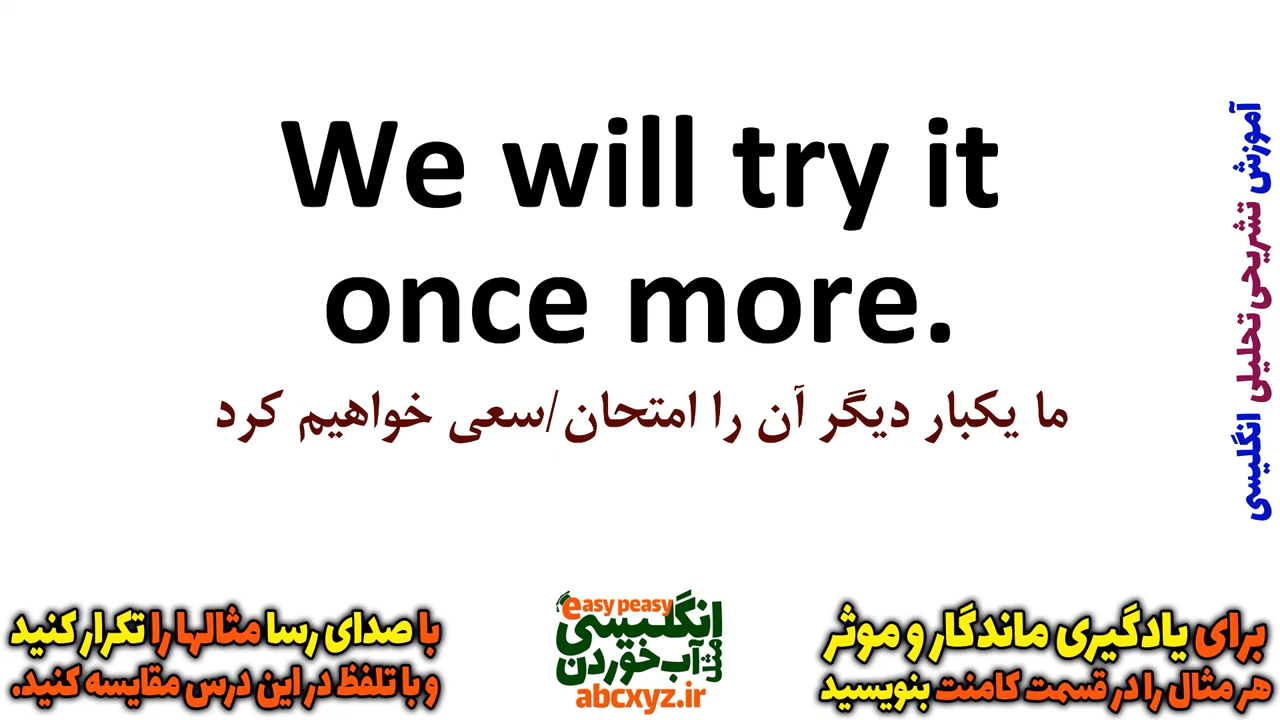 We will try it
once more.
ما یکبار دیگر آن را امتحان/سعی خواهیم کرد
آموزش تشریحی تحلیلی انگلیسی
برای یادگیری ماندگار و موثر
هر مثال را در قسمت کامنت بنویسید
easy peasy
انگلیسی
مثل آب خوردن
abcxyz.ir
با صدای رسا مثالها را تکرار کنید
و با تلفظ در این درس مقایسه کنید.